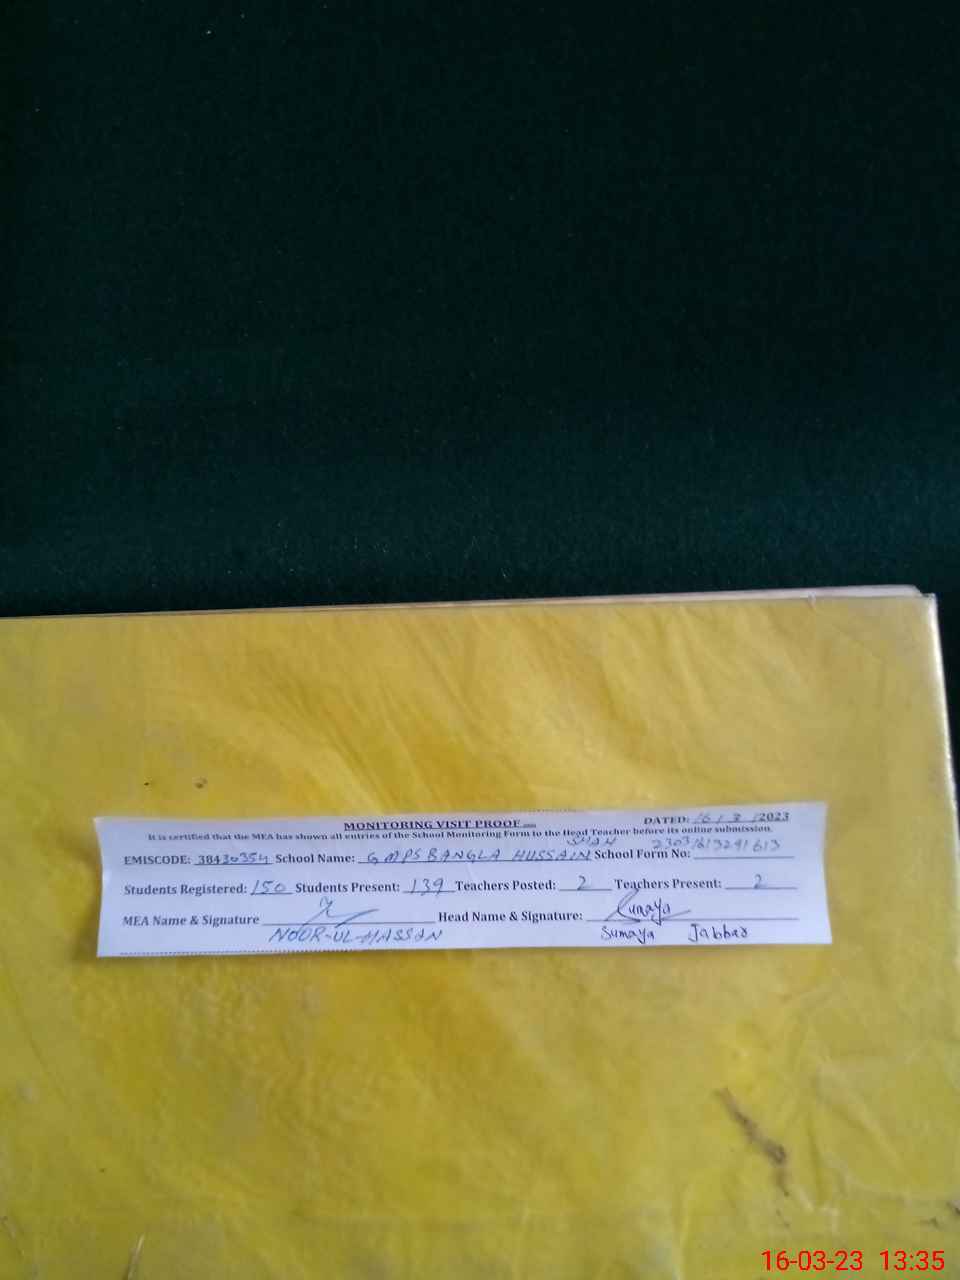 MONITORING VISIT PROOF
DATED: 16 / 3 /2023
It is certified that the MEA has shown all entries of the School Monitoring Form to the Head Teacher before its online submission.
SHAH
EMISCODE: 38430354 School Name: GMPS BANGLA HUSSAIN School Form No: 23031613291613
Students Registered: 150 Students Present: 139 Teachers Posted: 2 Teachers Present: 2
MEA Name & Signature Head Name & Signature: Sumaya
NOOR-UL-HASSAN Sumaya Jabbar
16-03-23 13:35